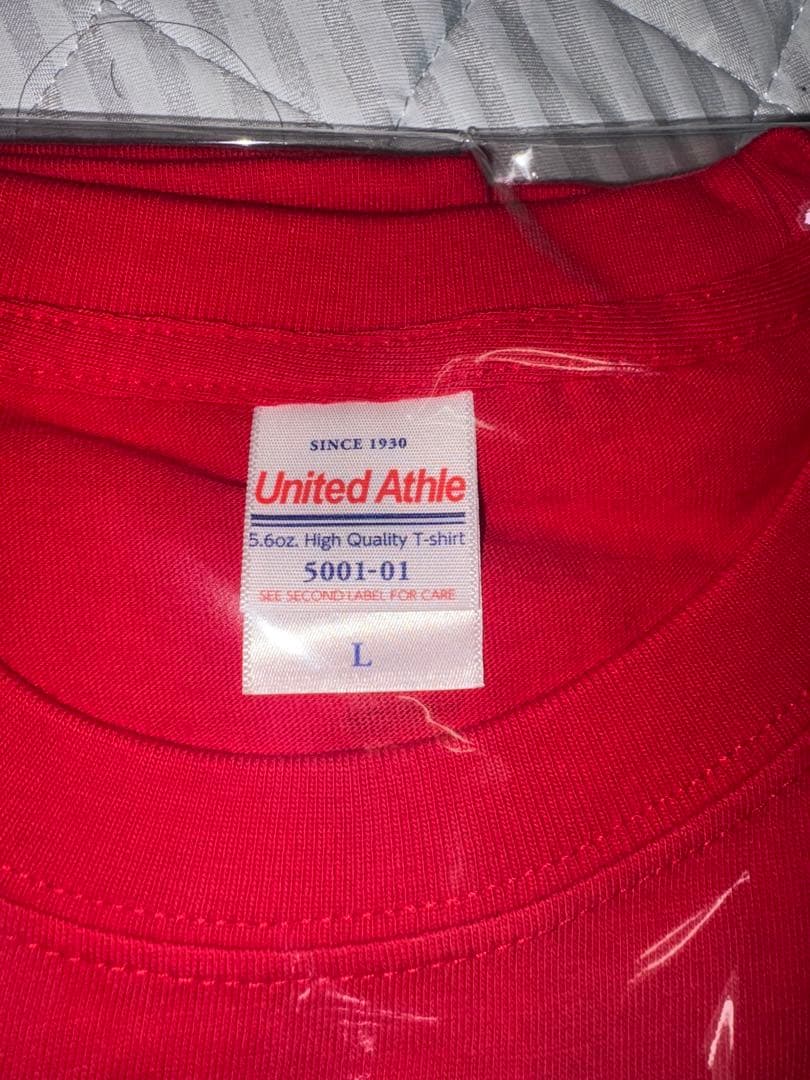 SINCE 1930
United Athle
5.6oz. High Quality T-shirt
5001-01
SEE SECOND LABEL FOR CARE
L